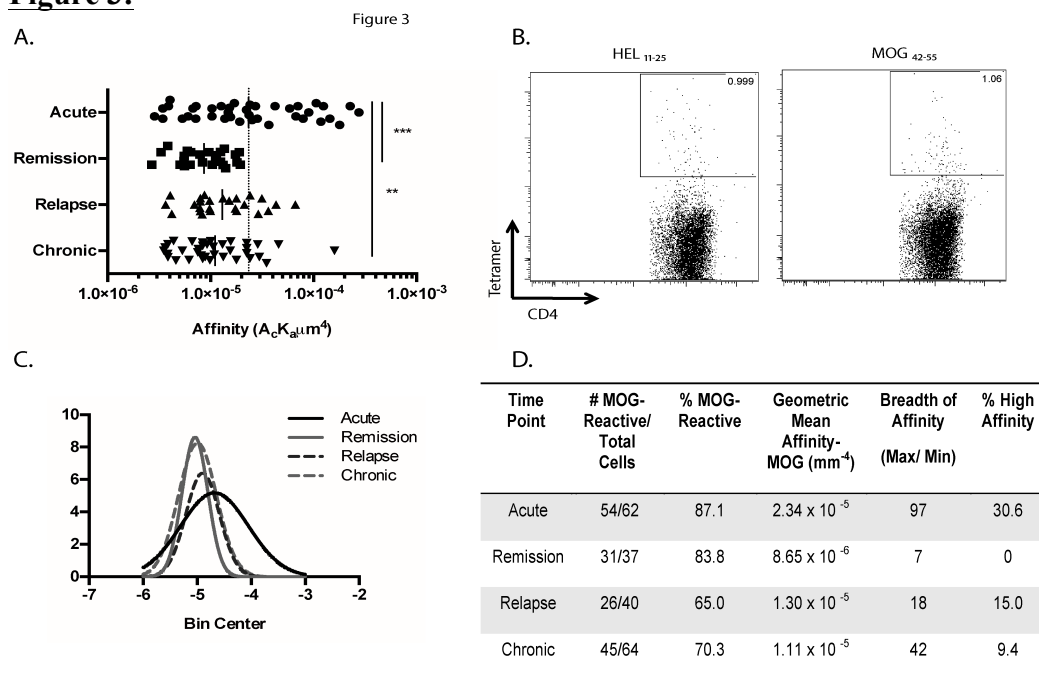 Figure 3.
Figure 3
A.
Acute
Remission
Relapse
Chronic
***
**
1.0×10⁻⁶ 1.0×10⁻⁵ 1.0×10⁻⁴ 1.0×10⁻³
Affinity (AcKaμm⁴)
B.
HEL 11-25
0.999
MOG 42-55
1.06
Tetramer
CD4
C.
10
8
6
4
2
0
-7 -6 -5 -4 -3 -2
Bin Center
Acute
Remission
Relapse
Chronic
D.
Time Point
# MOG-Reactive/ Total Cells
% MOG-Reactive
Geometric Mean Affinity-MOG (mm⁻⁴)
Breadth of Affinity (Max/ Min)
% High Affinity
Acute 54/62 87.1 2.34 x 10 ⁻⁵ 97 30.6
Remission 31/37 83.8 8.65 x 10 ⁻⁶ 7 0
Relapse 26/40 65.0 1.30 x 10 ⁻⁵ 18 15.0
Chronic 45/64 70.3 1.11 x 10 ⁻⁵ 42 9.4